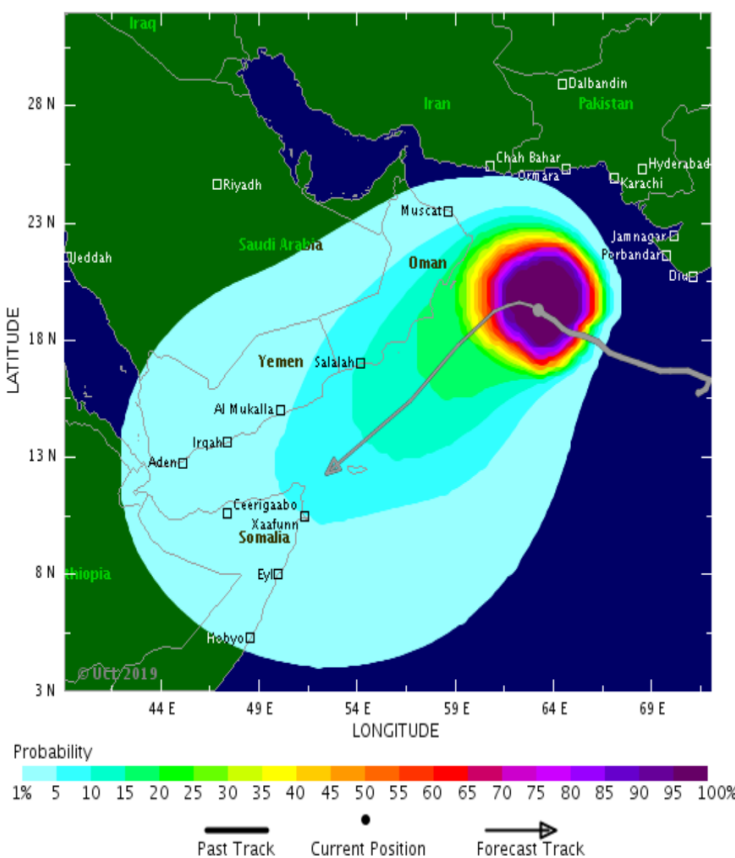 Iraq
Dalbandin
28 N
Iran
Pakistan
Chah Bahar
Hyderabad
Ormara
Karachi
Riyadh
Muscat
23 N
Jamnagar
Saudi Arabia
Porbandar
Jeddah
Oman
Diu
LATITUDE
18 N
Yemen
Salalah
Al Mukalla
Irqah
13 N
Aden
Ceerigaabo
Xaafunn
Somalia
8 N
thiopia
Eyl
Hobyo
© UCL 2019
3 N
44 E 49 E 54 E 59 E 64 E 69 E
LONGITUDE
Probability
1% 5 10 15 20 25 30 35 40 45 50 55 60 65 70 75 80 85 90 95 100%
Past Track Current Position Forecast Track